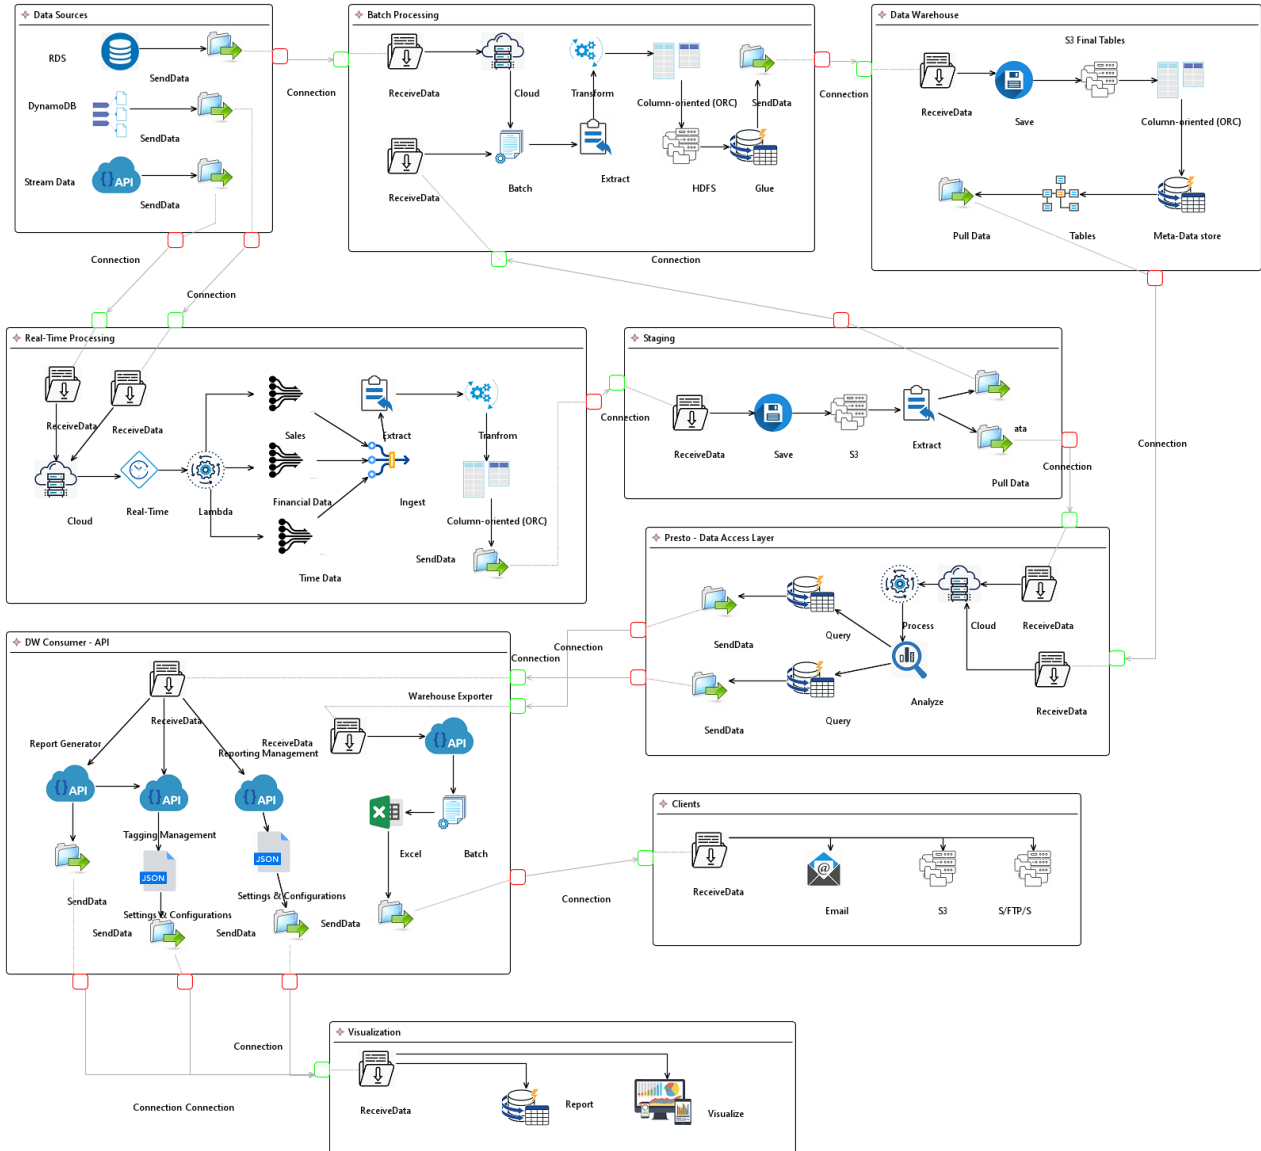 Data Sources
RDS
SendData
DynamoDB
SendData
Stream Data
API
SendData
Connection
Batch Processing
ReceiveData
Cloud
Transform
Column-oriented (ORC)
SendData
ReceiveData
Batch
Extract
HDFS
Glue
Connection
Connection
Data Warehouse
S3 Final Tables
ReceiveData
Save
Column-oriented (ORC)
Pull Data
Tables
Meta-Data store
Connection
Connection
Real-Time Processing
ReceiveData
ReceiveData
Sales
Extract
Tranfrom
Cloud
Real-Time
Lambda
Financial Data
Ingest
Column-oriented (ORC)
Time Data
SendData
Connection
Staging
ReceiveData
Save
S3
Extract
ata
Pull Data
Connection
Connection
Presto - Data Access Layer
SendData
Query
Process
Cloud
ReceiveData
SendData
Query
Analyze
ReceiveData
Connection
Connection
DW Consumer - API
ReceiveData
Warehouse Exporter
Report Generator
ReceiveData
Reporting Management
API
API
API
API
Tagging Management
JSON
JSON
Excel
Batch
SendData
Settings & Configurations
Settings & Configurations
SendData
SendData
SendData
Connection
Clients
ReceiveData
@
Email
S3
S/FTP/S
Connection
Connection Connection
Visualization
ReceiveData
Report
Visualize